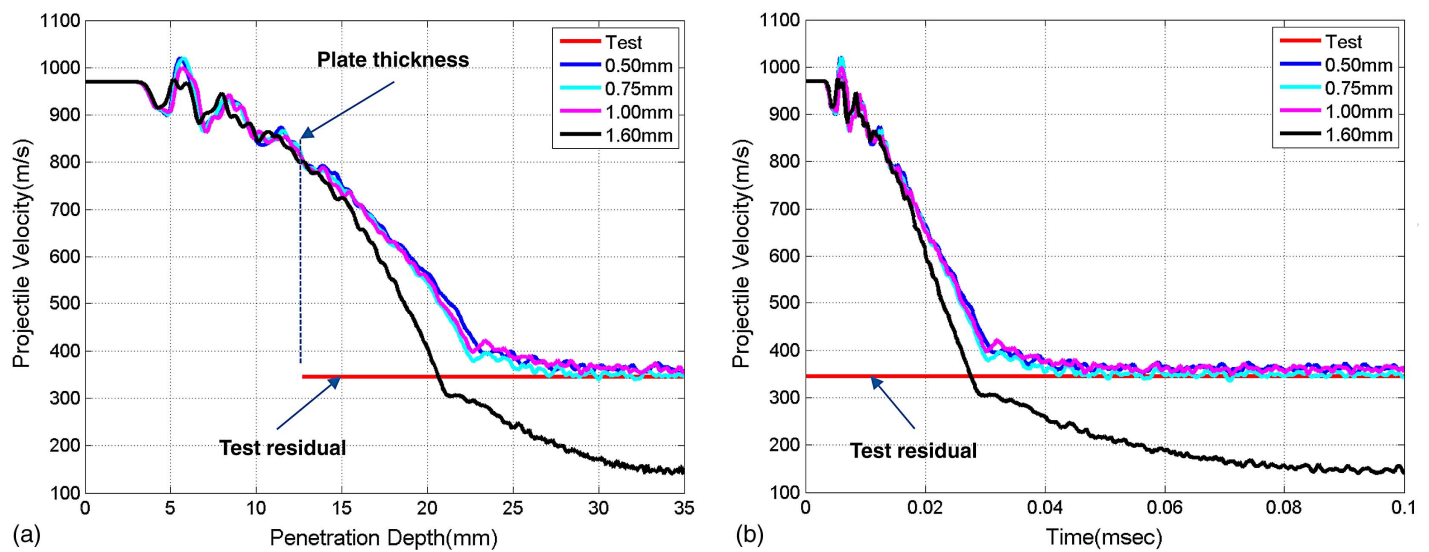 1100
1000
900
800
700
600
500
400
300
200
100
Projectile Velocity(m/s)
Plate thickness
Test
0.50mm
0.75mm
1.00mm
1.60mm
Test residual
0 5 10 15 20 25 30 35
Penetration Depth(mm)
(a)
1100
1000
900
800
700
600
500
400
300
200
100
Projectile Velocity(m/s)
Test
0.50mm
0.75mm
1.00mm
1.60mm
Test residual
0 0.02 0.04 0.06 0.08 0.1
Time(msec)
(b)